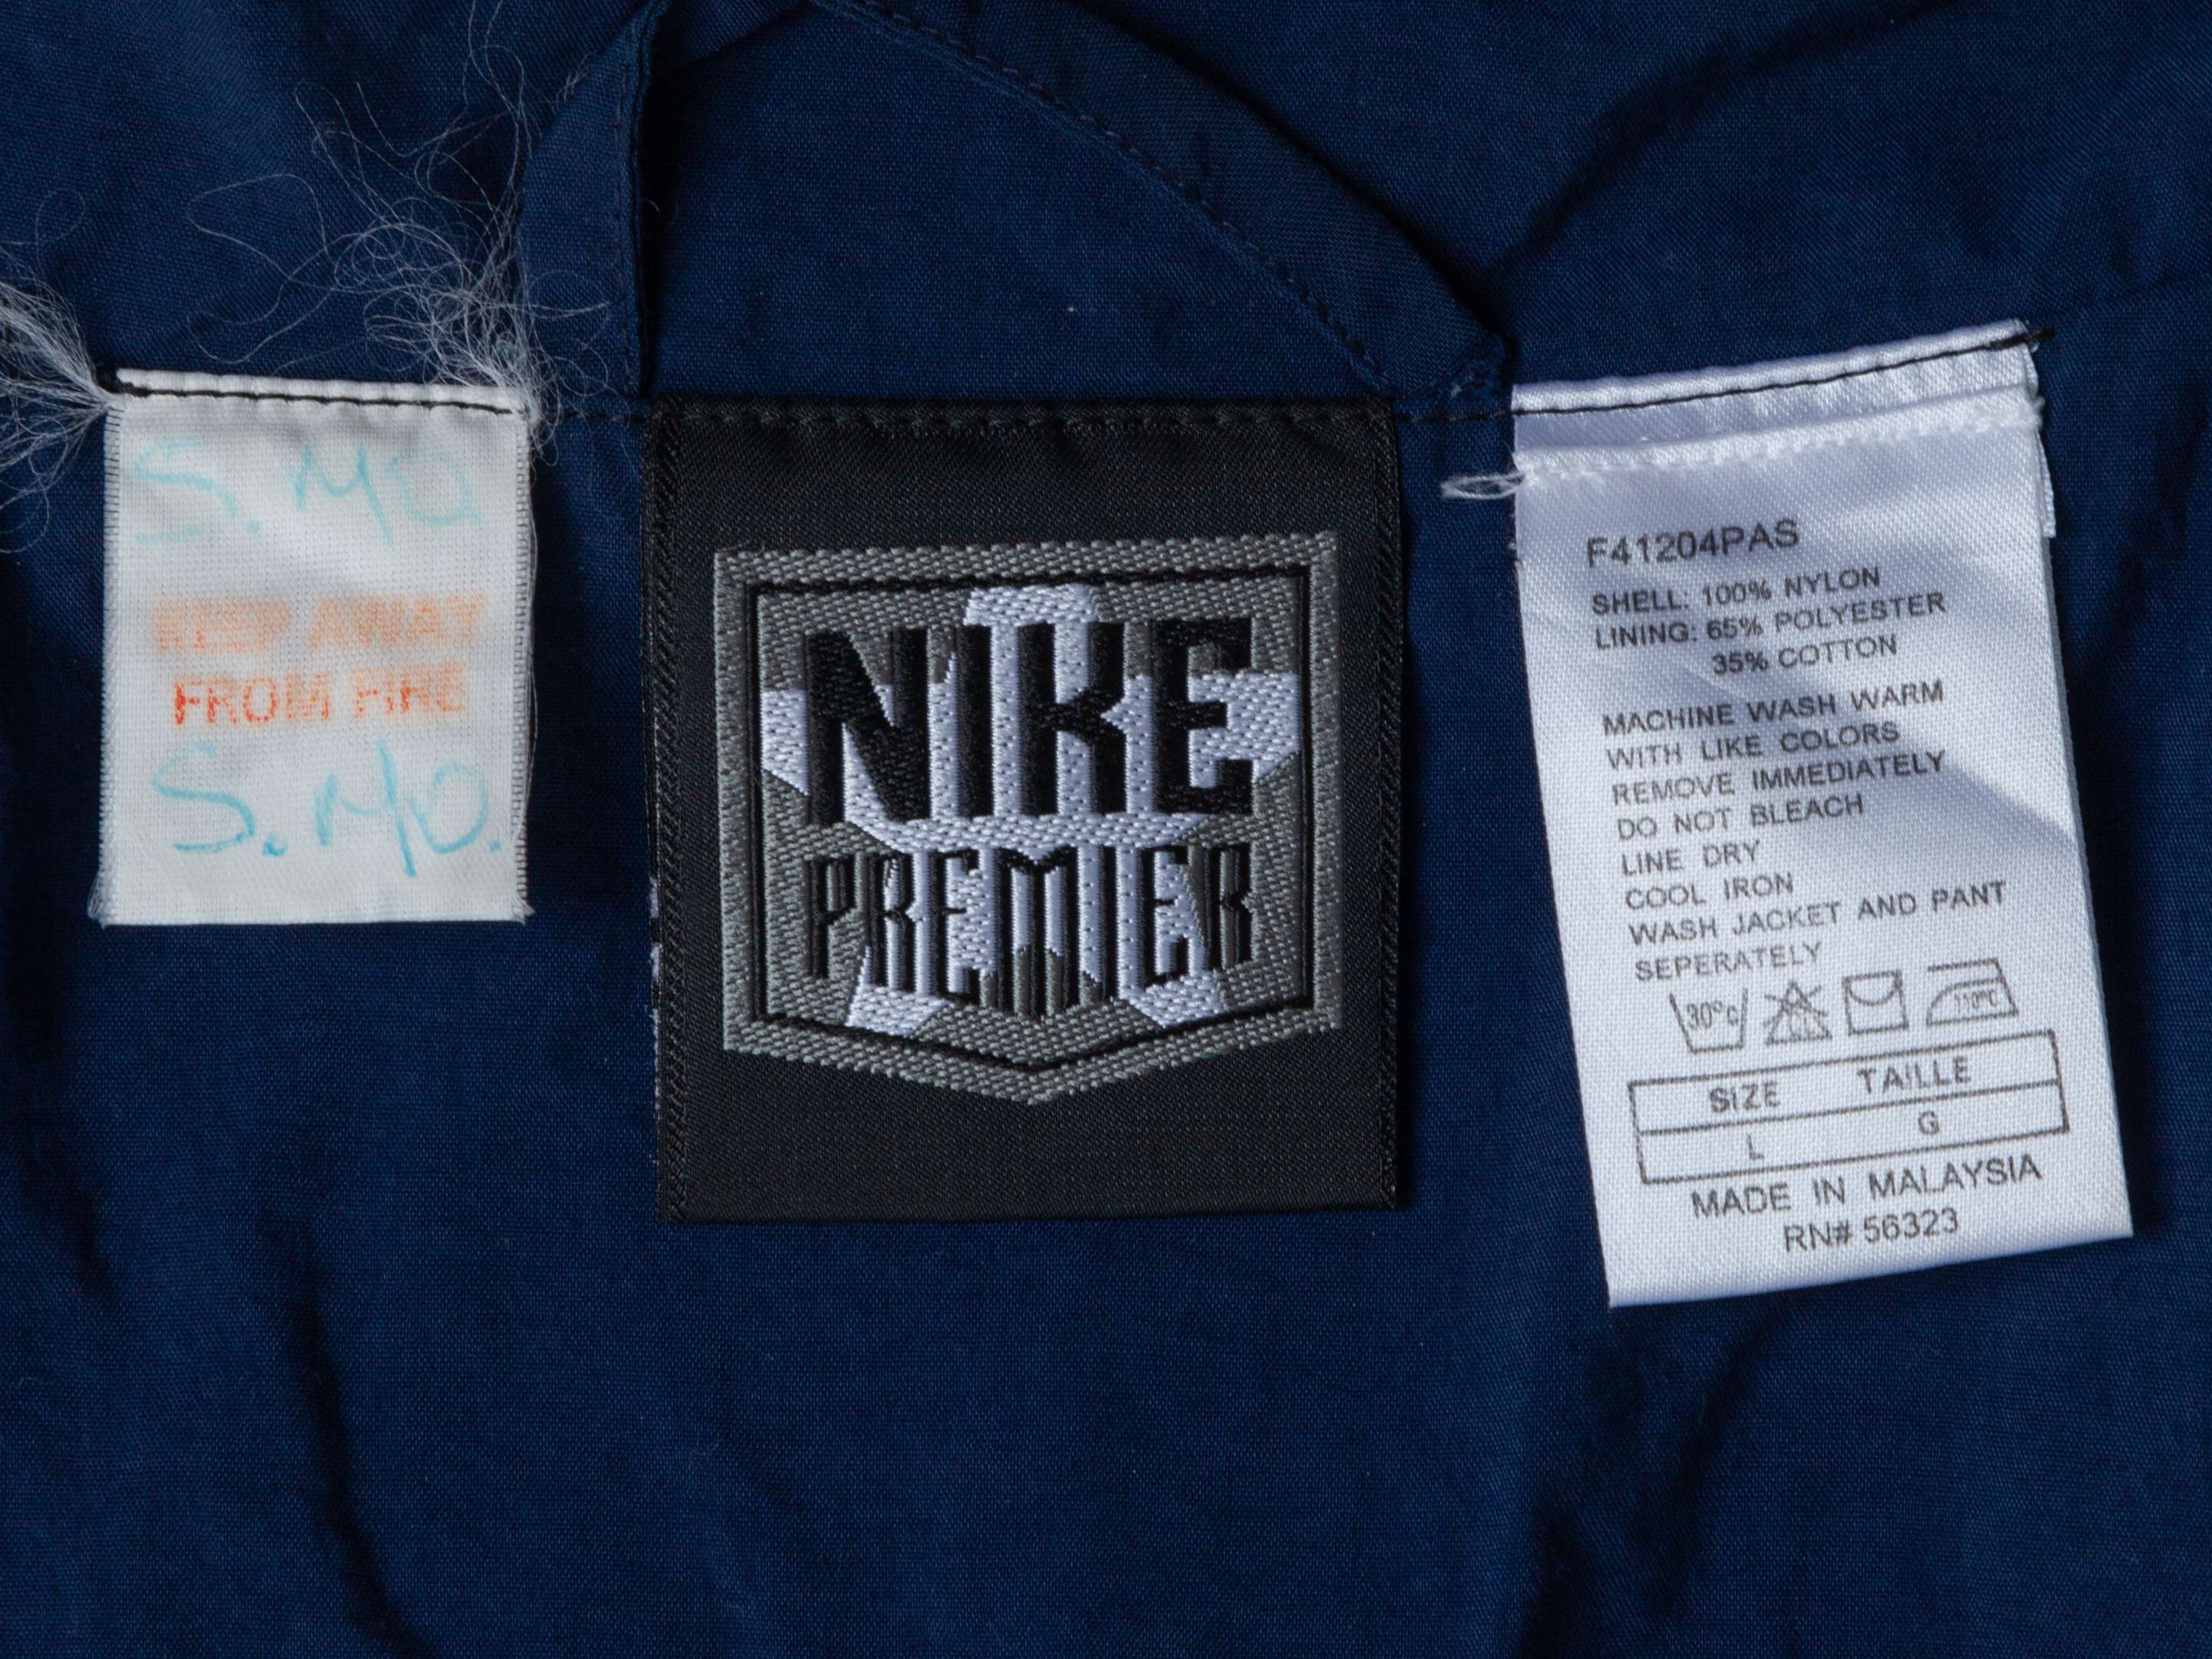 S. MO
KEEP AWAY
FROM FIRE
S. MO.
NIKE
PREMIER
F41204PAS
SHELL: 100% NYLON
LINING: 65% POLYESTER
35% COTTON
MACHINE WASH WARM
WITH LIKE COLORS
REMOVE IMMEDIATELY
DO NOT BLEACH
LINE DRY
COOL IRON
WASH JACKET AND PANT
SEPERATELY
30°c 110°C
SIZE TAILLE
L G
MADE IN MALAYSIA
RN# 56323